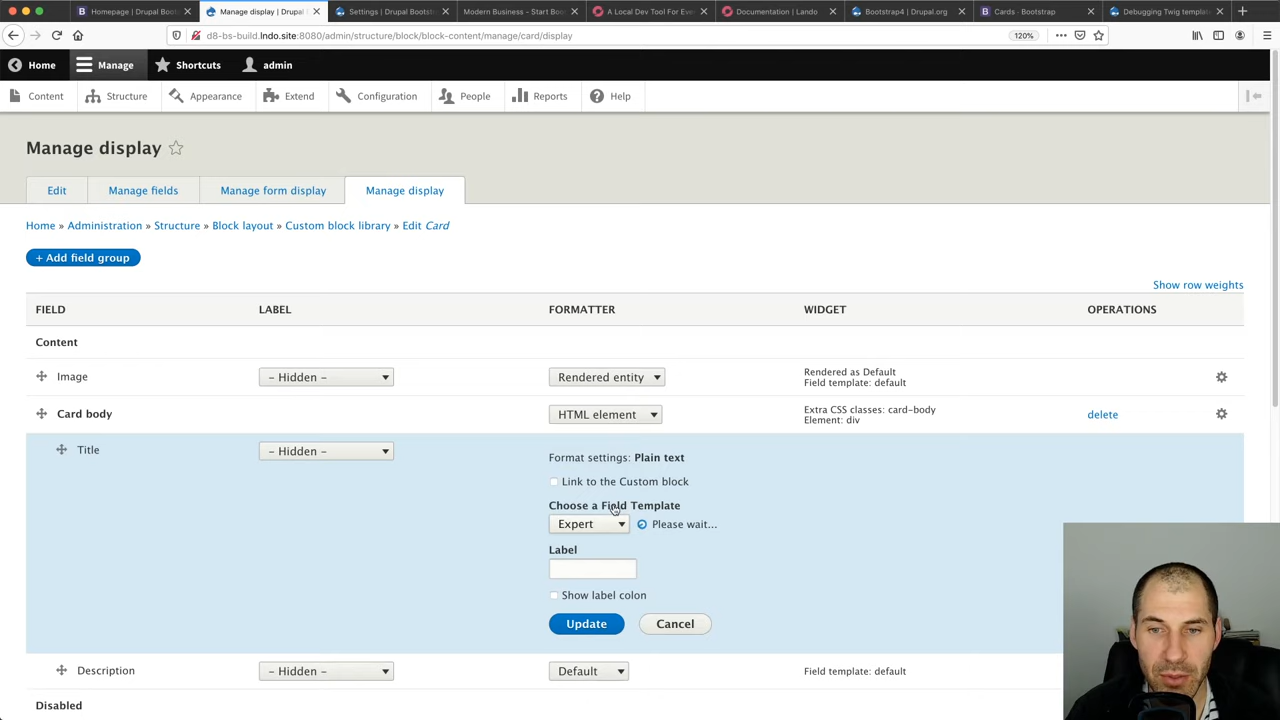 Homepage | Drupal Boots
Manage display | Drupal
Settings | Drupal Bootst
Modern Business - Start Boo
A Local Dev Tool For Eve
Documentation | Lando
Bootstrap4 | Drupal.org
Cards · Bootstrap
Debugging Twig templat
d8-bs-build.lndo.site:8080/admin/structure/block/block-content/manage/card/display
120%
Home Manage Shortcuts admin
Content Structure Appearance Extend Configuration People Reports Help
Manage display
Edit Manage fields Manage form display Manage display
Home » Administration » Structure » Block layout » Custom block library » Edit Card
+ Add field group
Show row weights
FIELD LABEL FORMATTER WIDGET OPERATIONS
Content
Image - Hidden - Rendered entity Rendered as Default
Field template: default
Card body HTML element Extra CSS classes: card-body delete
Element: div
Title - Hidden - Format settings: Plain text
Link to the Custom block
Choose a Field Template
Expert Please wait...
Label
Show label colon
Update Cancel
Description - Hidden - Default Field template: default
Disabled